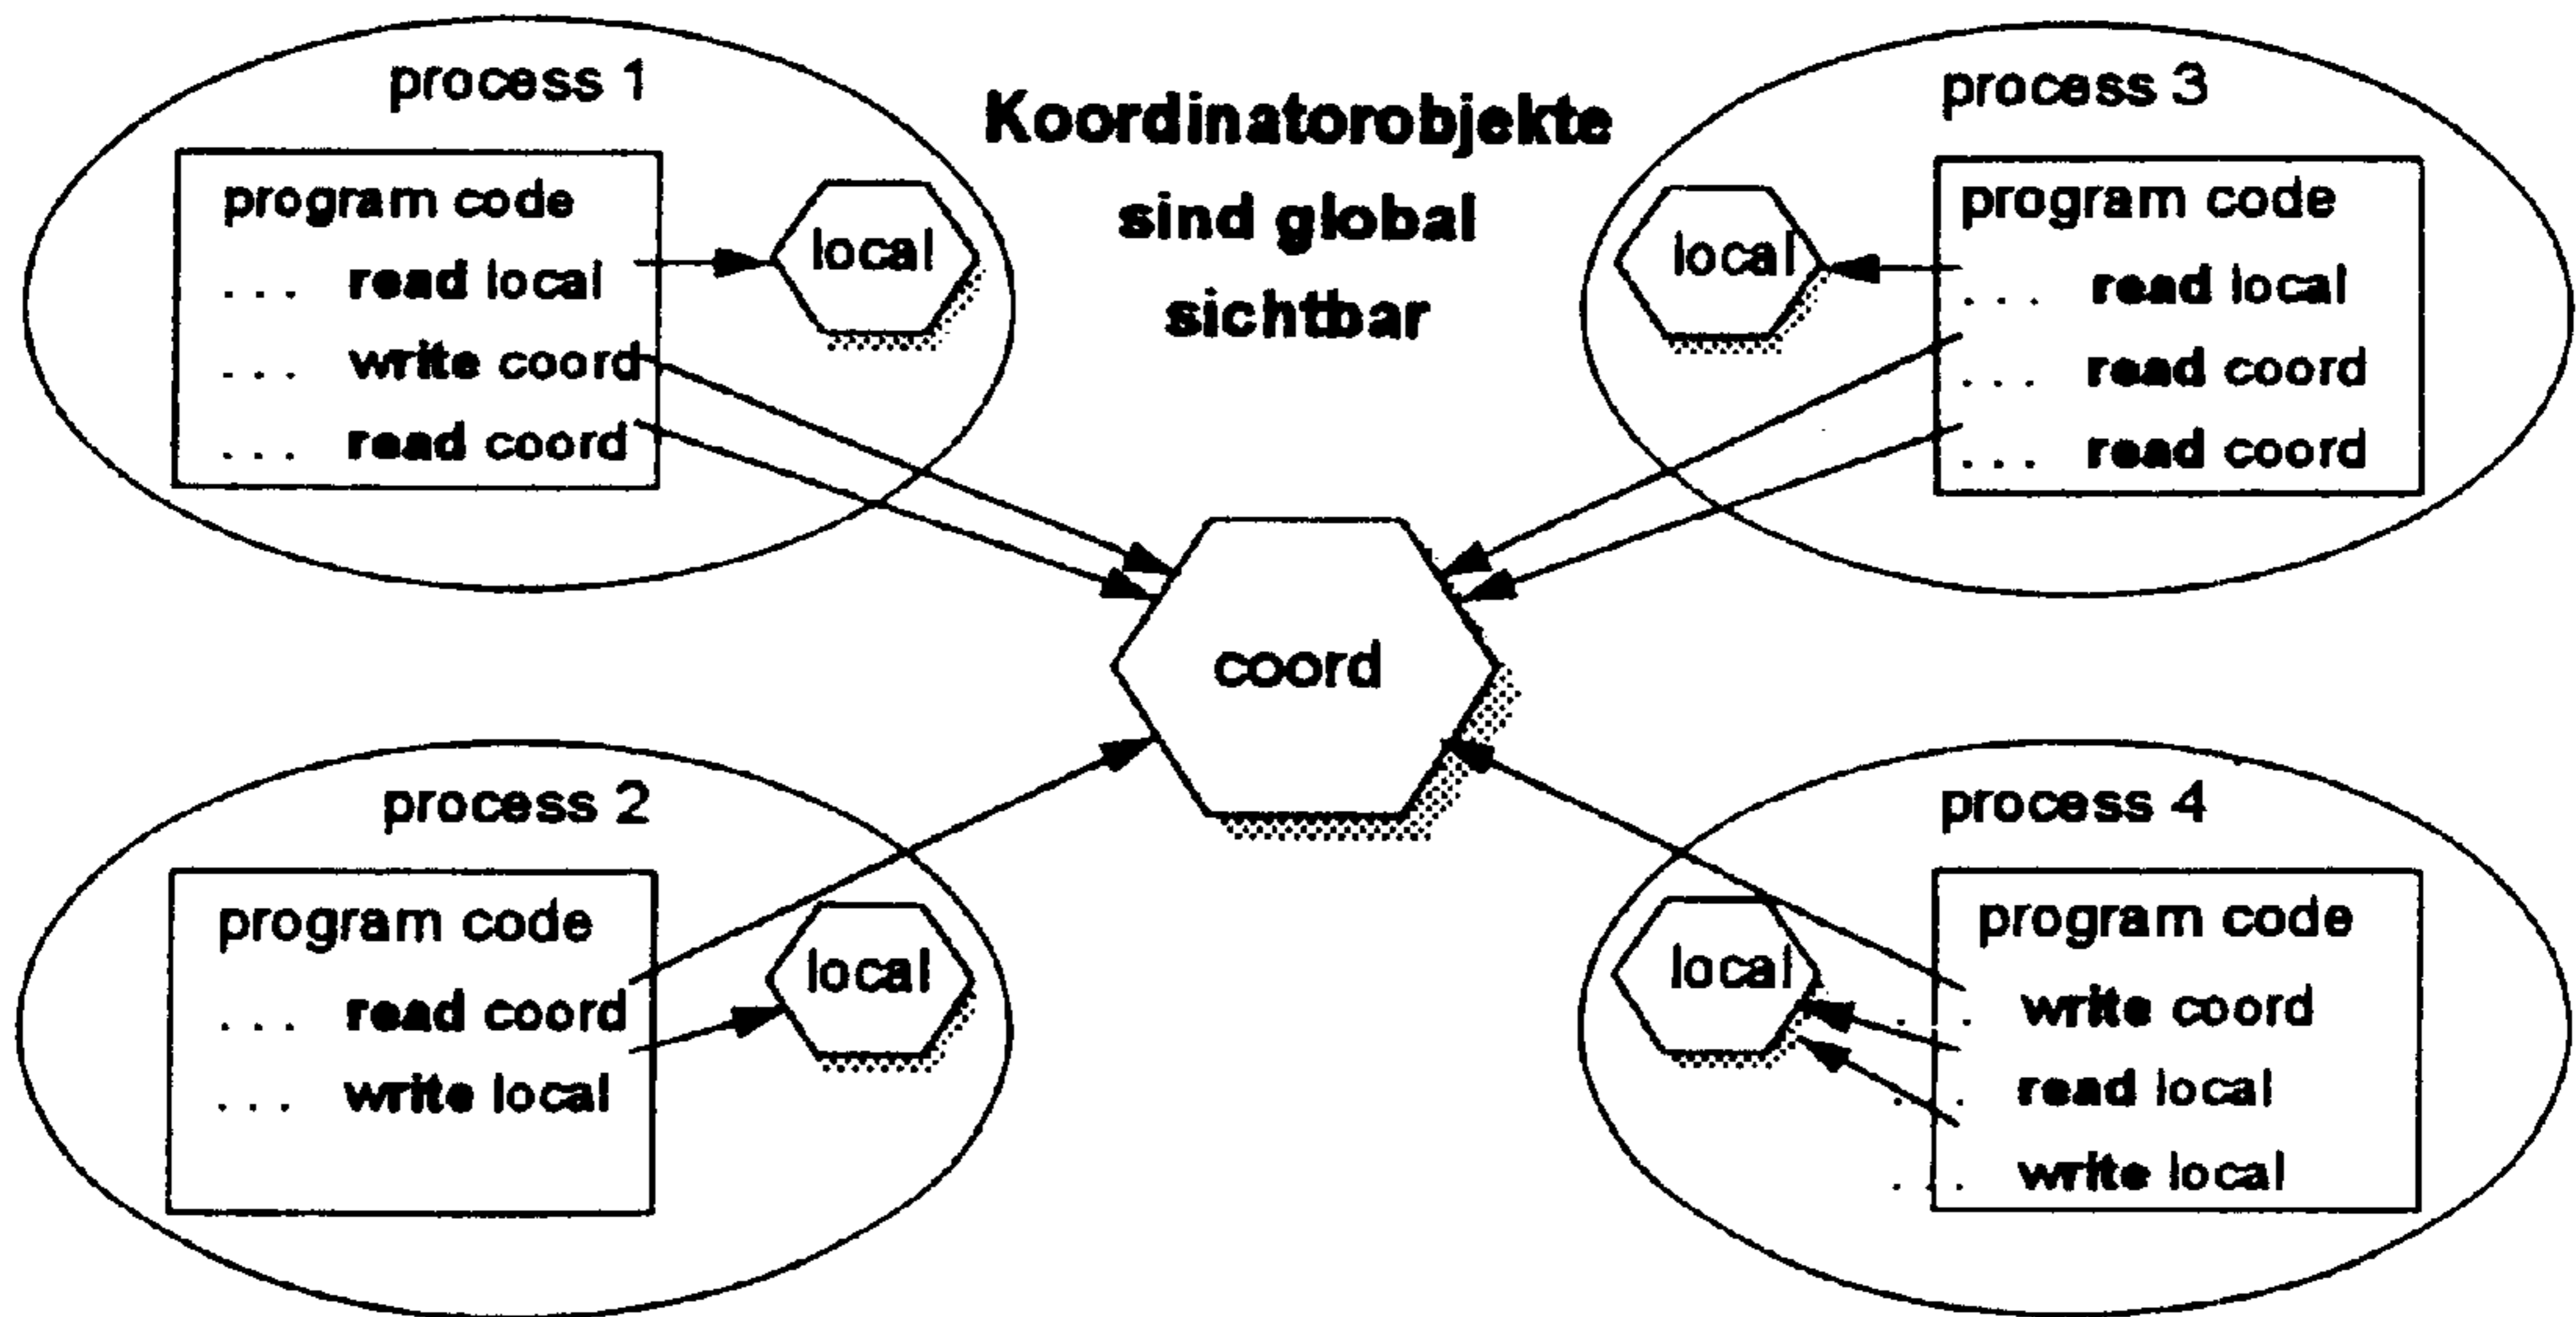 process 1
program code
... read local
... write coord
... read coord
local
Koordinatorobjekte
sind global
sichtbar
process 3
local
program code
... read local
... read coord
... read coord
coord
process 2
program code
... read coord
... write local
local
process 4
local
program code
... write coord
... read local
... write local